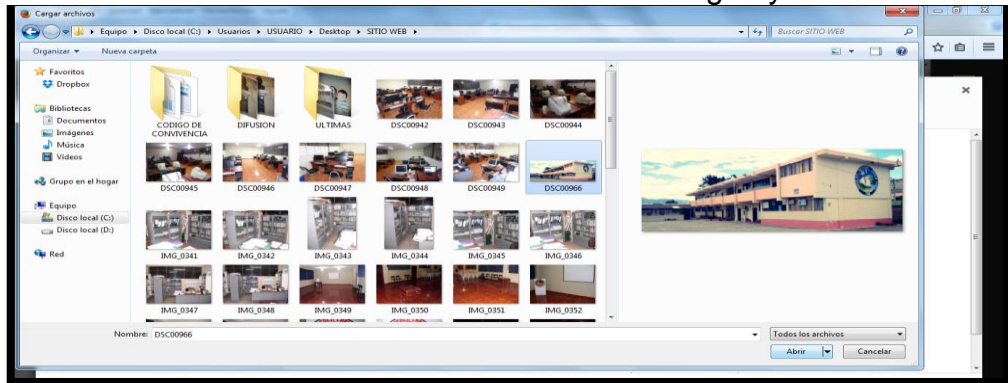 Cargar archivos
Equipo ▸ Disco local (C:) ▸ Usuarios ▸ USUARIO ▸ Desktop ▸ SITIO WEB ▸
Buscar SITIO WEB
Organizar Nueva carpeta
Favoritos
Dropbox
Bibliotecas
Documentos
Imágenes
Música
Vídeos
Grupo en el hogar
Equipo
Disco local (C:)
Disco local (D:)
Red
CODIGO DE CONVIVENCIA DIFUSION ULTIMAS DSC00942 DSC00943 DSC00944
DSC00945 DSC00946 DSC00947 DSC00948 DSC00949 DSC00966
IMG_0341 IMG_0342 IMG_0343 IMG_0344 IMG_0345 IMG_0346
IMG_0347 IMG_0348 IMG_0349 IMG_0350 IMG_0351 IMG_0352
Nombre: DSC00966
Todos los archivos
Abrir Cancelar